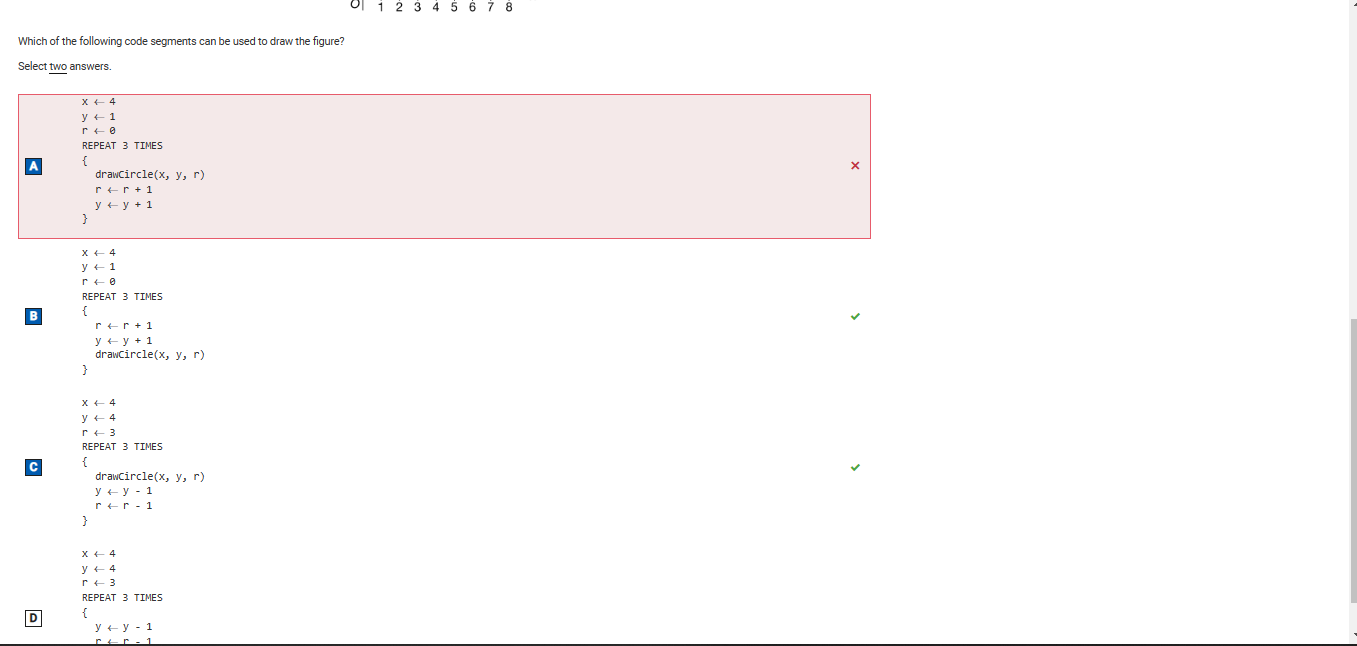 0 1 2 3 4 5 6 7 8
Which of the following code segments can be used to draw the figure?
Select two answers.
A
x ← 4
y ← 1
r ← 0
REPEAT 3 TIMES
{
drawCircle(x, y, r)
r ← r + 1
y ← y + 1
}
B
x ← 4
y ← 1
r ← 0
REPEAT 3 TIMES
{
r ← r + 1
y ← y + 1
drawCircle(x, y, r)
}
C
x ← 4
y ← 4
r ← 3
REPEAT 3 TIMES
{
drawCircle(x, y, r)
y ← y - 1
r ← r - 1
}
D
x ← 4
y ← 4
r ← 3
REPEAT 3 TIMES
{
y ← y - 1
r ← r - 1